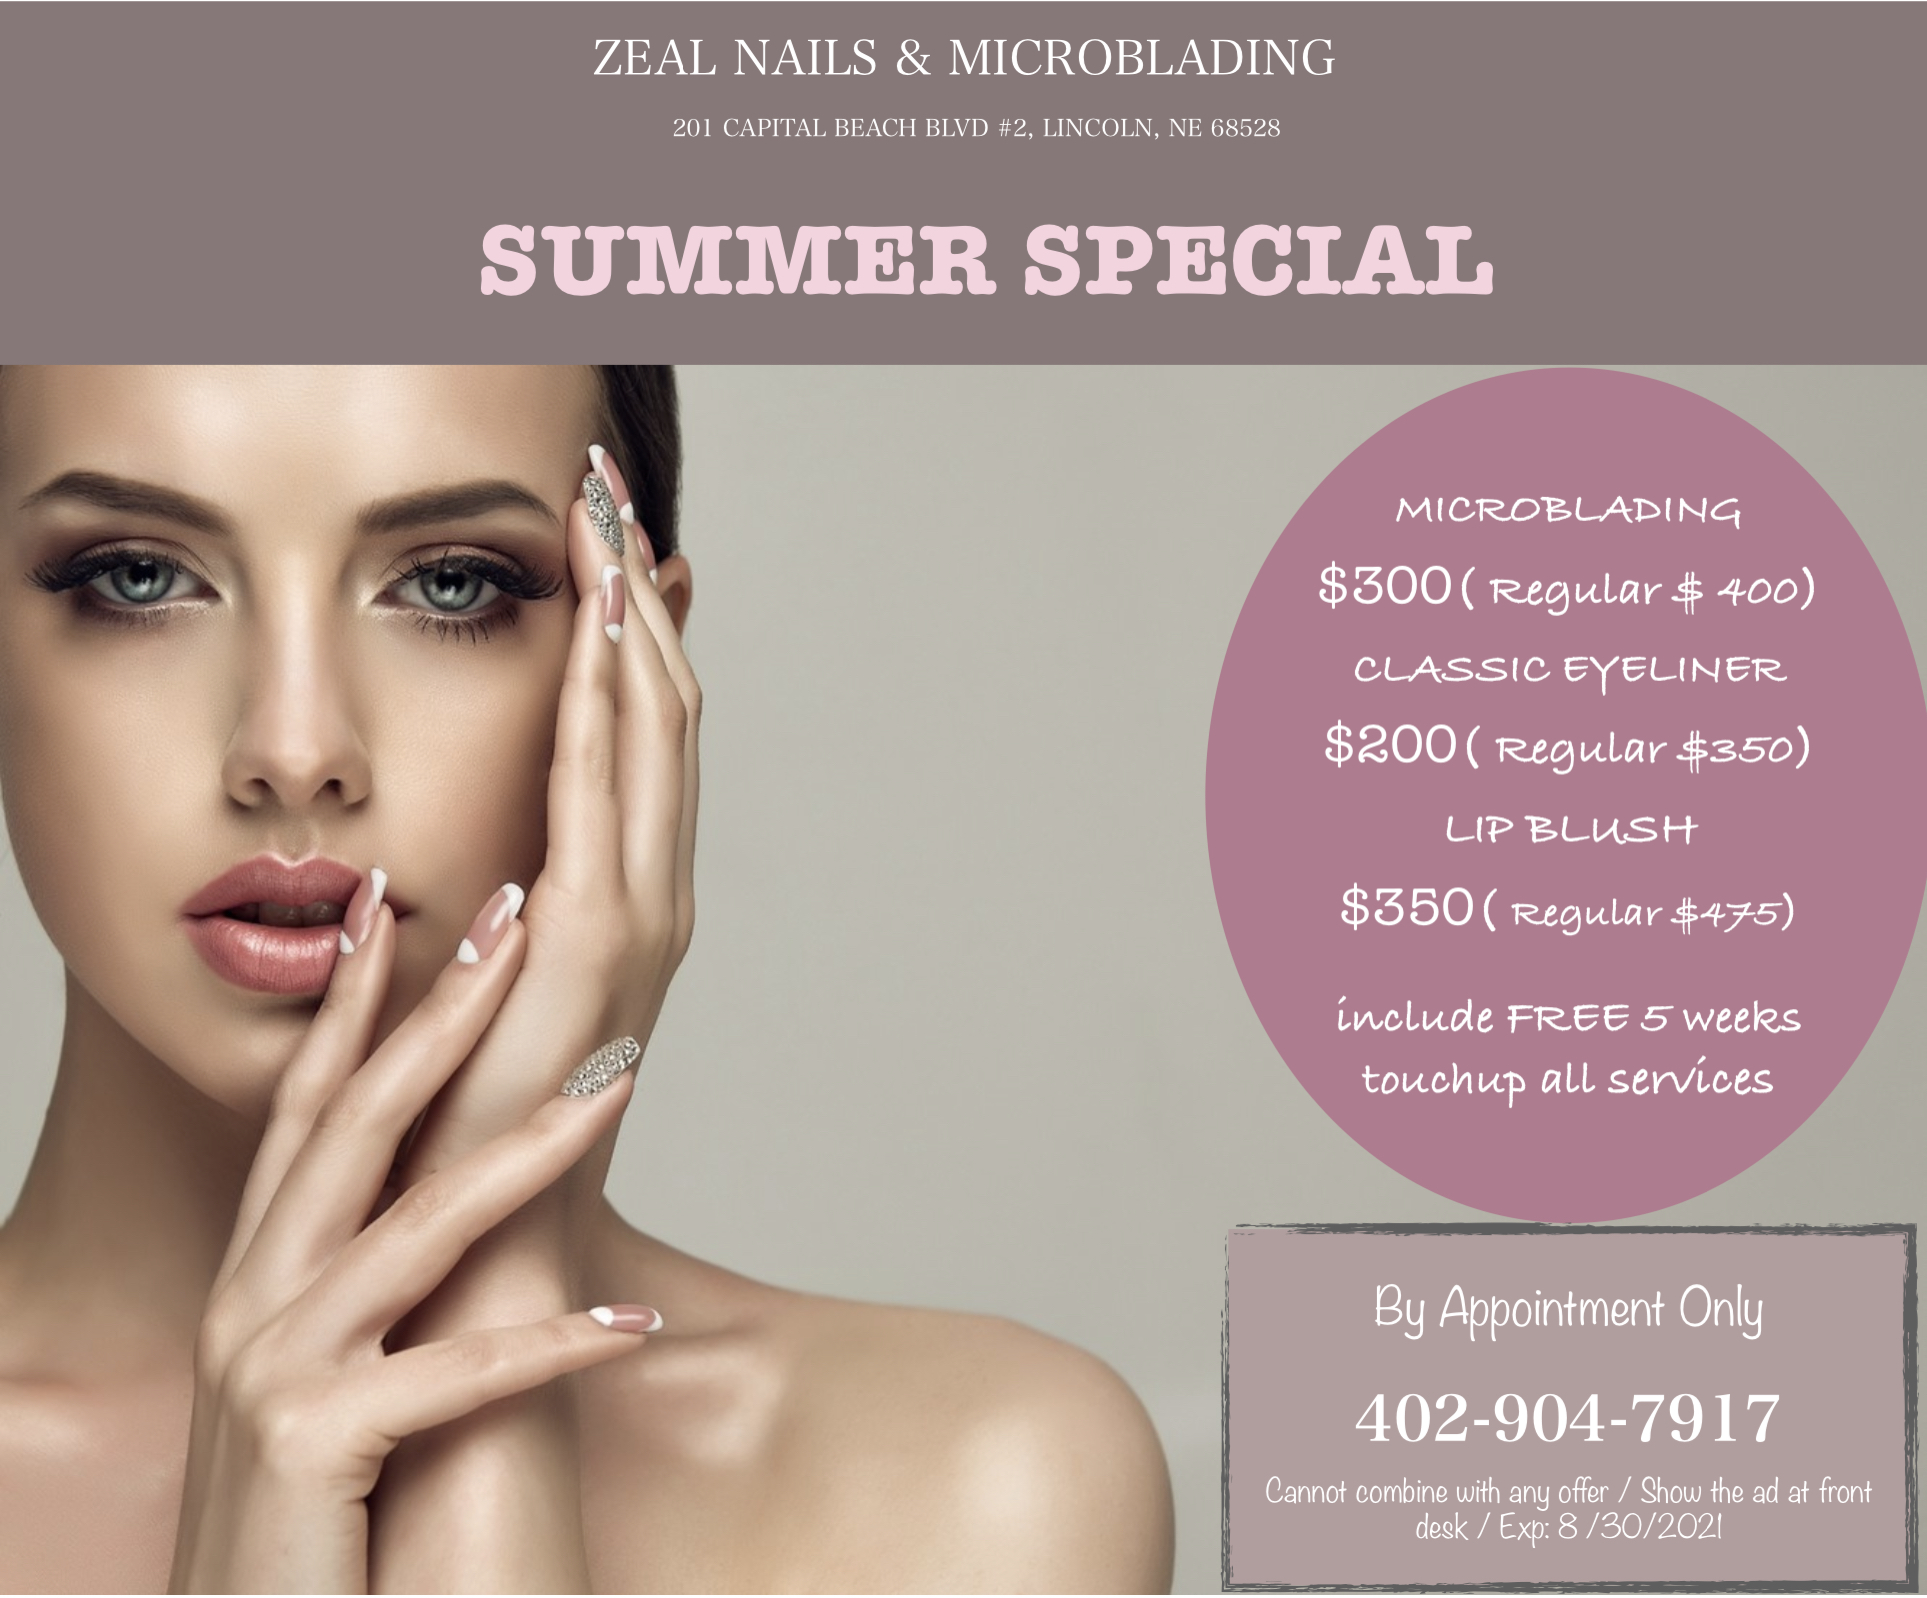 ZEAL NAILS & MICROBLADING
201 CAPITAL BEACH BLVD #2, LINCOLN, NE 68528
SUMMER SPECIAL
MICROBLADING
$300( Regular $ 400)
CLASSIC EYELINER
$200( Regular $350)
LIP BLUSH
$350( Regular $475)
include FREE 5 weeks
touchup all services
By Appointment Only
402-904-7917
Cannot combine with any offer / Show the ad at front
desk / Exp: 8 /30/2021